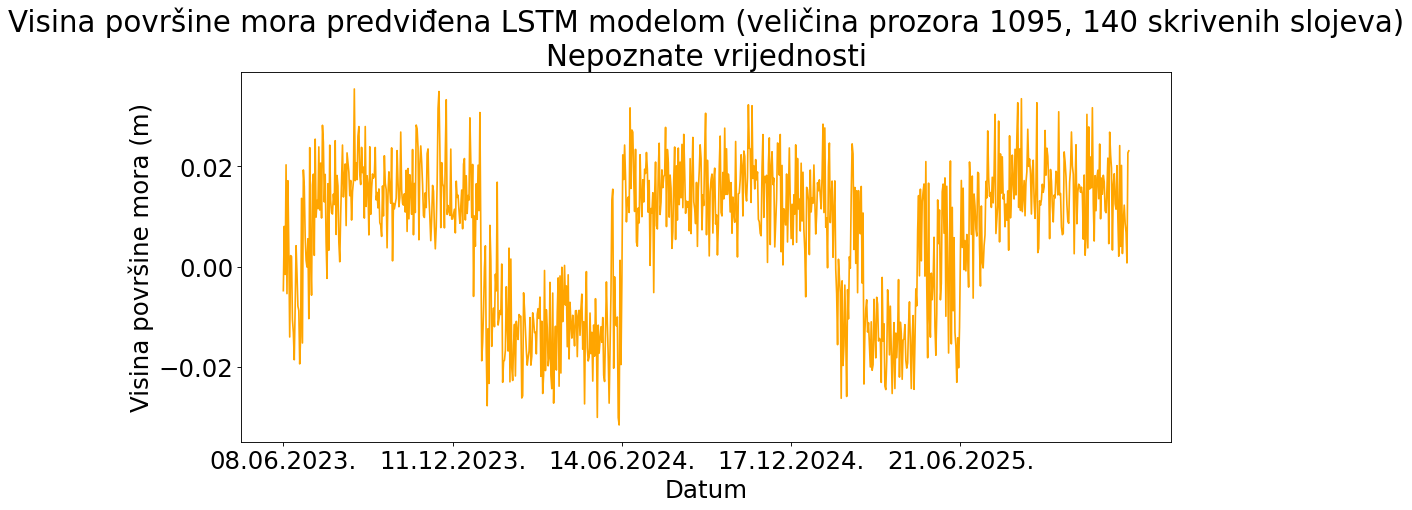 Visina površine mora predviđena LSTM modelom (veličina prozora 1095, 140 skrivenih slojeva)
Nepoznate vrijednosti
Visina površine mora (m)
0.02
0.00
−0.02
08.06.2023. 11.12.2023. 14.06.2024. 17.12.2024. 21.06.2025.
Datum